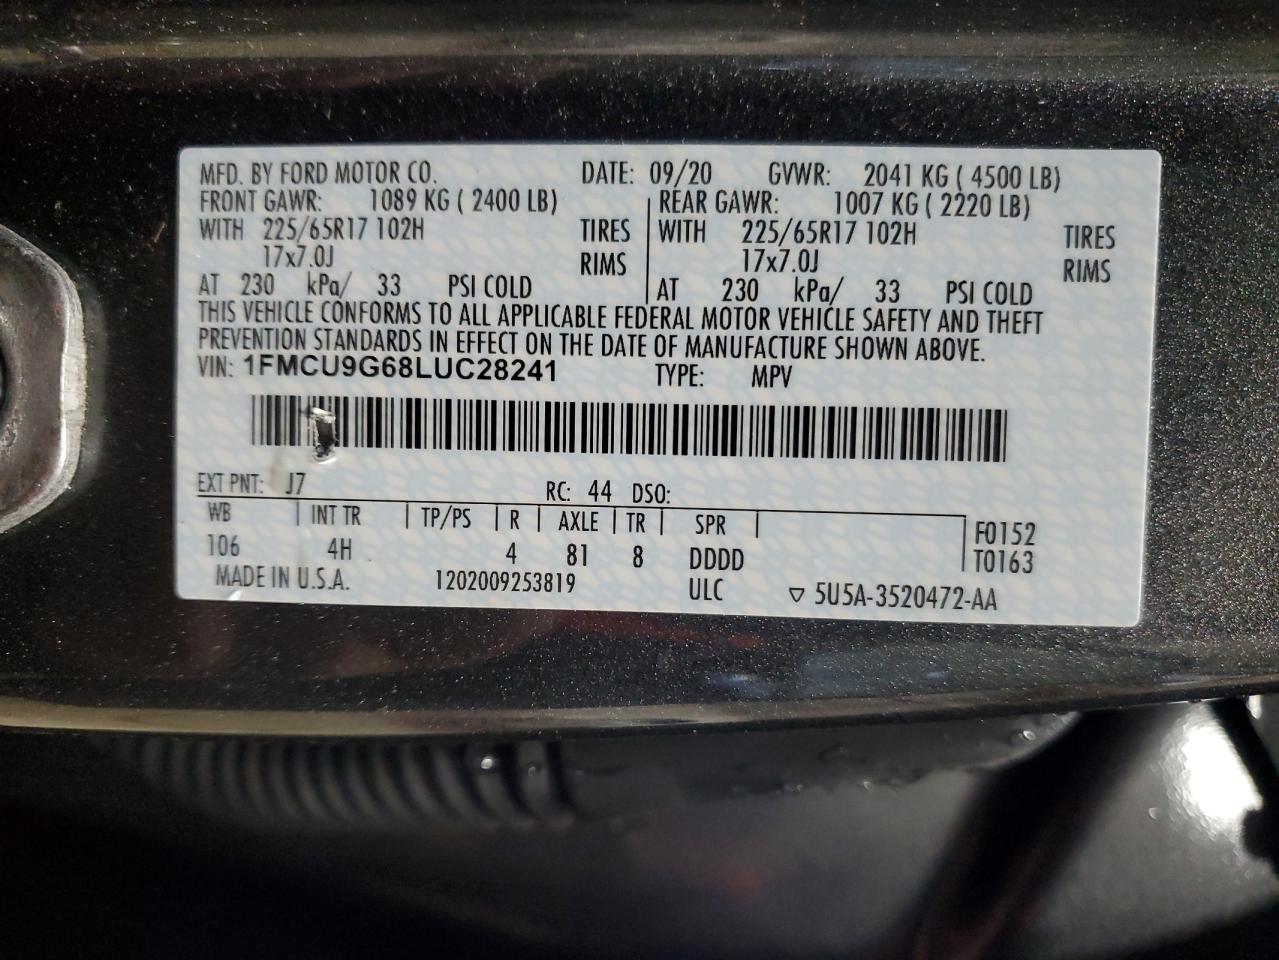 MFD. BY FORD MOTOR CO. DATE: 09/20 GVWR: 2041 KG ( 4500 LB)
FRONT GAWR: 1089 KG ( 2400 LB) REAR GAWR: 1007 KG ( 2220 LB)
WITH 225/65R17 102H TIRES WITH 225/65R17 102H TIRES
17x7.0J RIMS 17x7.0J RIMS
AT 230 kPa/ 33 PSI COLD AT 230 kPa/ 33 PSI COLD
THIS VEHICLE CONFORMS TO ALL APPLICABLE FEDERAL MOTOR VEHICLE SAFETY AND THEFT
PREVENTION STANDARDS IN EFFECT ON THE DATE OF MANUFACTURE SHOWN ABOVE.
VIN: 1FMCU9G68LUC28241 TYPE: MPV
EXT PNT: J7 RC: 44 DSO:
WB INT TR TP/PS R AXLE TR SPR F0152
106 4H 4 81 8 DDDD T0163
MADE IN U.S.A. 1202009253819 ULC ▽ 5U5A-3520472-AA